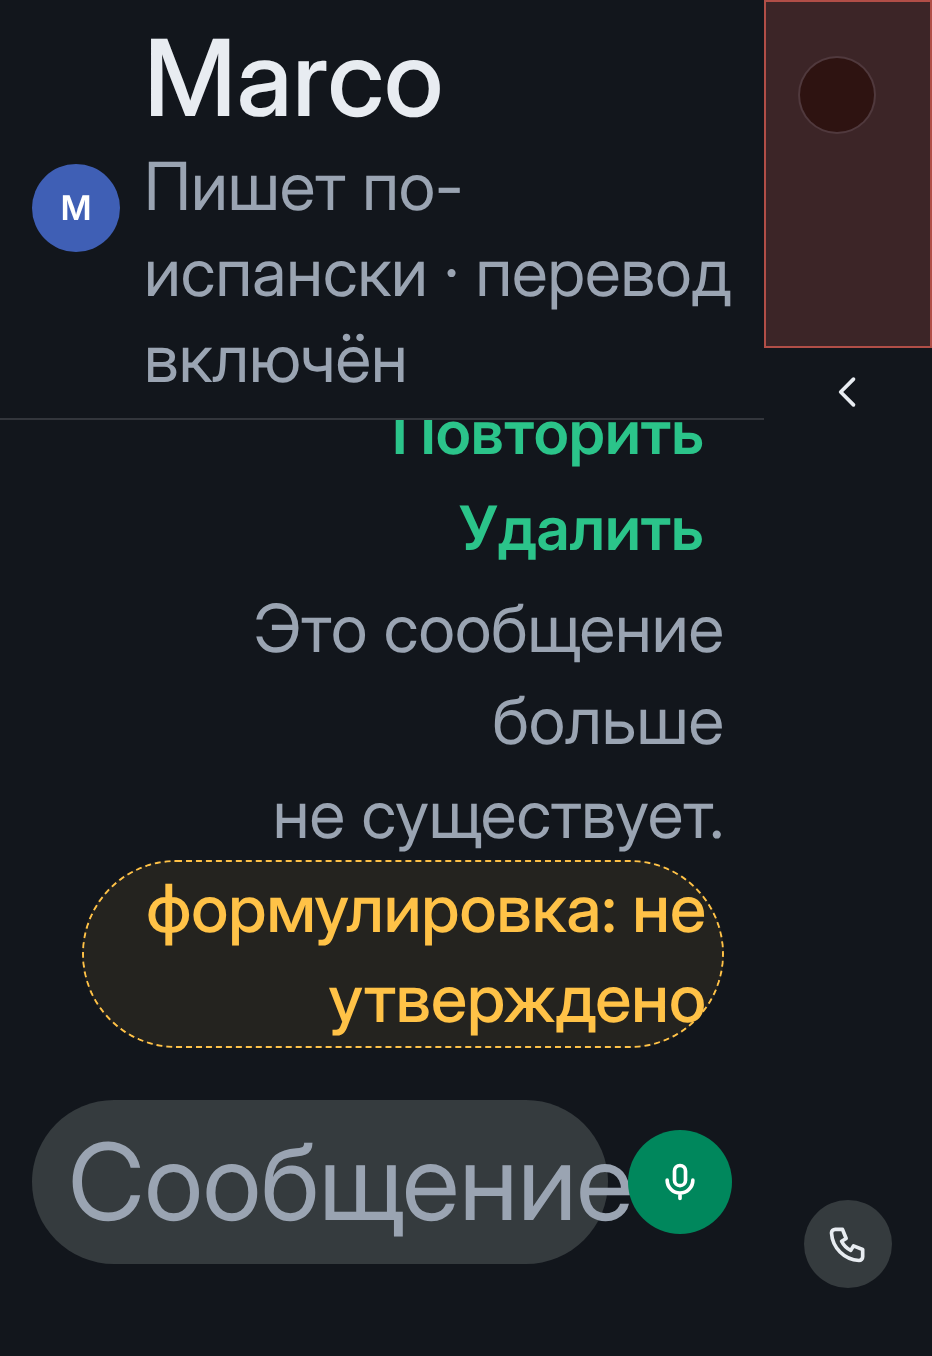 Marco
M
Пишет по-
испански · перевод
включён
Повторить
Удалить
Это сообщение
больше
не существует.
формулировка: не
утверждено
Сообщение